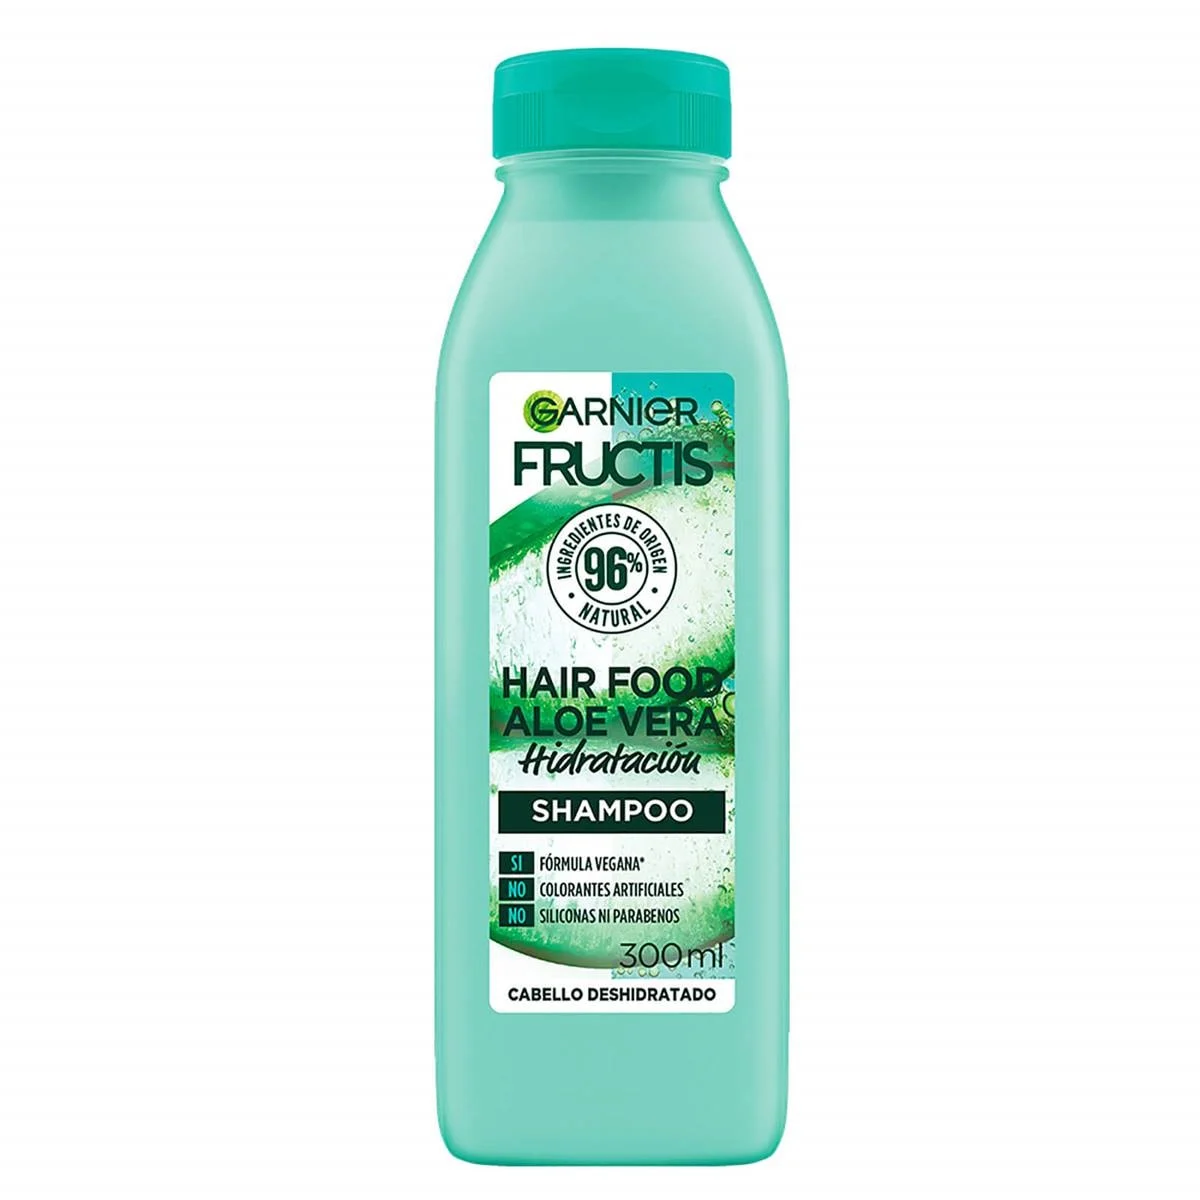 GARNIER
FRUCTIS
INGREDIENTES DE ORIGEN
96%
• NATURAL •
HAIR FOOD
ALOE VERA
Hidratación
SHAMPOO
SI FÓRMULA VEGANA*
NO COLORANTES ARTIFICIALES
NO SILICONAS NI PARABENOS
300ml
CABELLO DESHIDRATADO